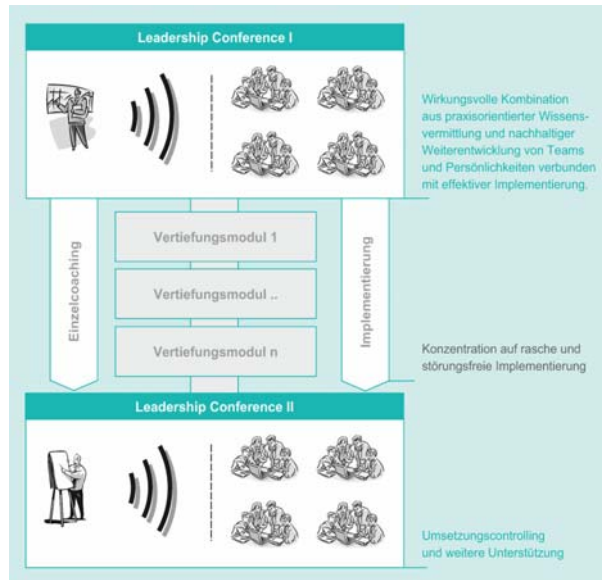 Leadership Conference I
Wirkungsvolle Kombination
aus praxisorientierter Wissens-
vermittlung und nachhaltiger
Weiterentwicklung von Teams
und Persönlichkeiten verbunden
mit effektiver Implementierung.
Einzelcoaching
Vertiefungsmodul 1
Vertiefungsmodul ..
Vertiefungsmodul n
Implementierung
Konzentration auf rasche und
störungsfreie Implementierung
Leadership Conference II
Umsetzungscontrolling
und weitere Unterstützung